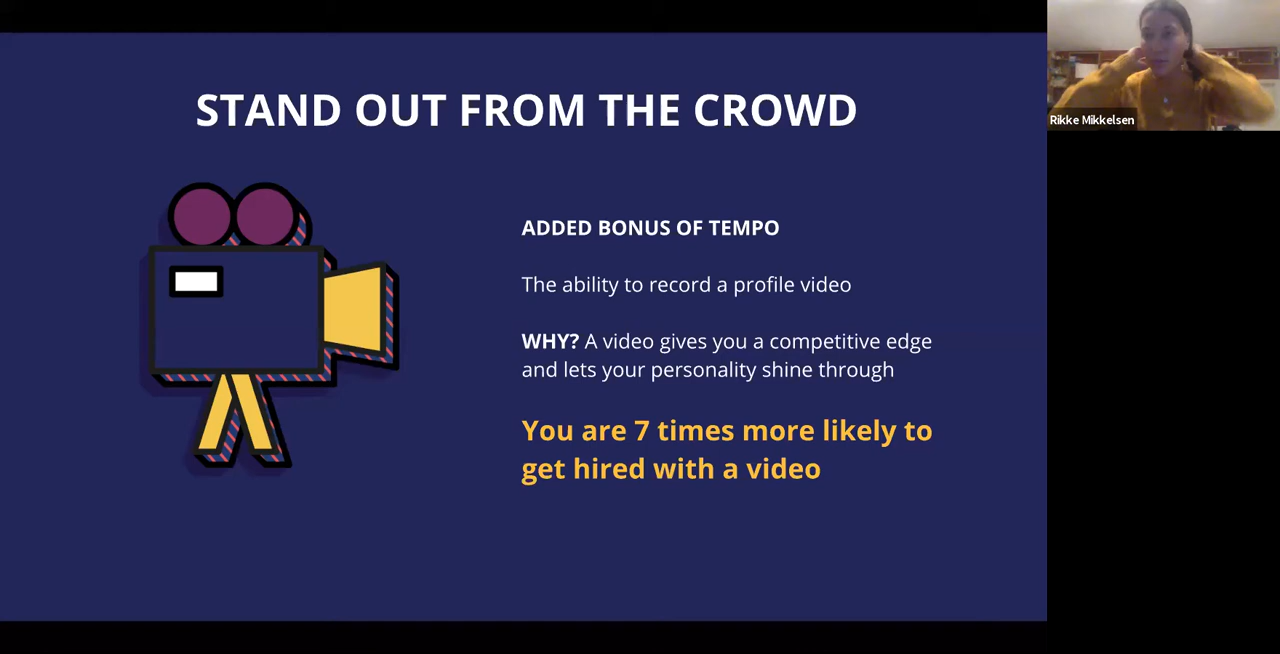 STAND OUT FROM THE CROWD
ADDED BONUS OF TEMPO
The ability to record a profile video
WHY? A video gives you a competitive edge
and lets your personality shine through
You are 7 times more likely to
get hired with a video
Rikke Mikkelsen